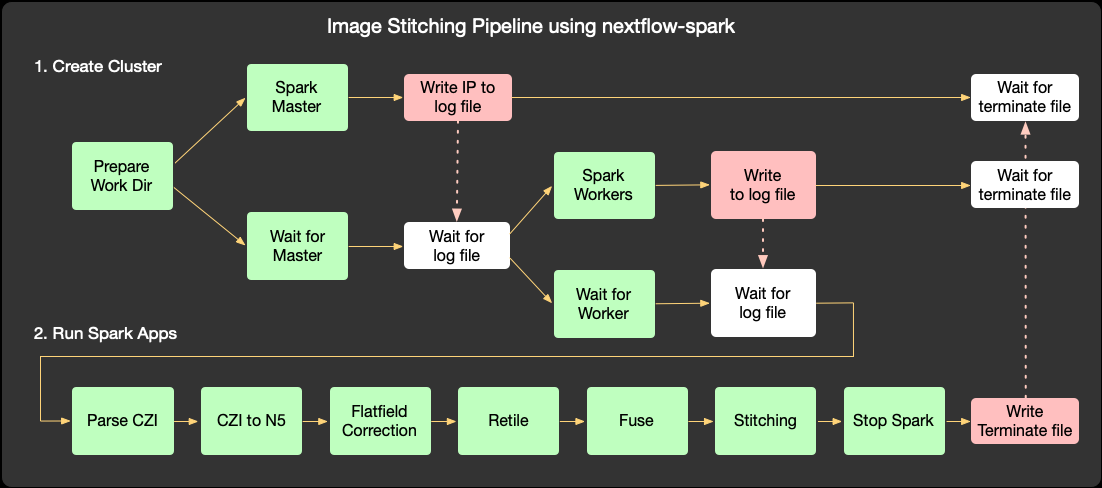 Image Stitching Pipeline using nextflow-spark
1. Create Cluster
Spark
Master
Write IP to
log file
Wait for
terminate file
Prepare
Work Dir
Spark
Workers
Write
to log file
Wait for
terminate file
Wait for
Master
Wait for
log file
Wait for
Worker
Wait for
log file
2. Run Spark Apps
Parse CZI
CZI to N5
Flatfield
Correction
Retile
Fuse
Stitching
Stop Spark
Write
Terminate file